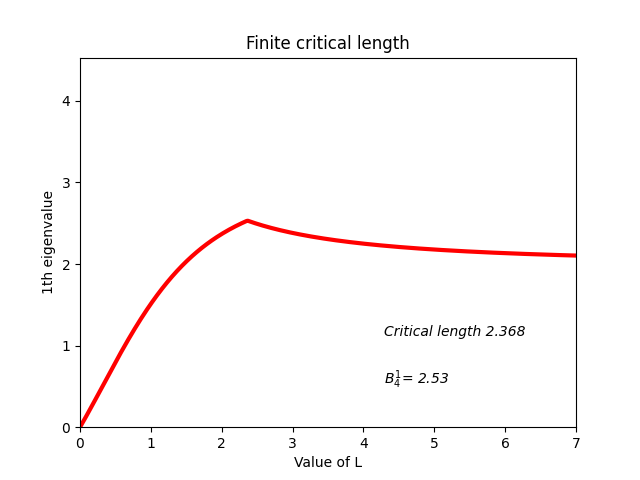 Finite critical length
1th eigenvalue
4
3
2
1
0
Critical length 2.368
$B_4^1$= 2.53
0 1 2 3 4 5 6 7
Value of L